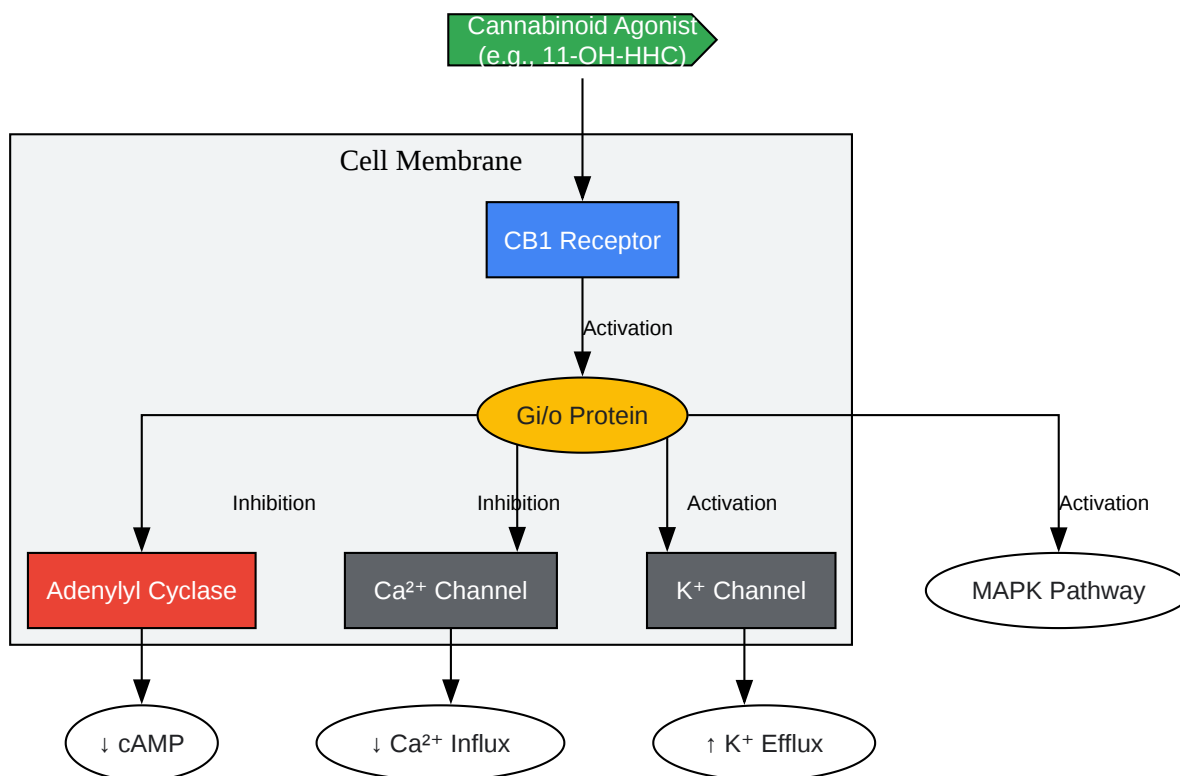 Cannabinoid Agonist
(e.g., 11-OH-HHC)
Cell Membrane
CB1 Receptor
Activation
Gi/o Protein
Inhibition
Inhibition
Activation
Activation
Adenylyl Cyclase
Ca²⁺ Channel
K⁺ Channel
MAPK Pathway
↓ cAMP
↓ Ca²⁺ Influx
↑ K⁺ Efflux